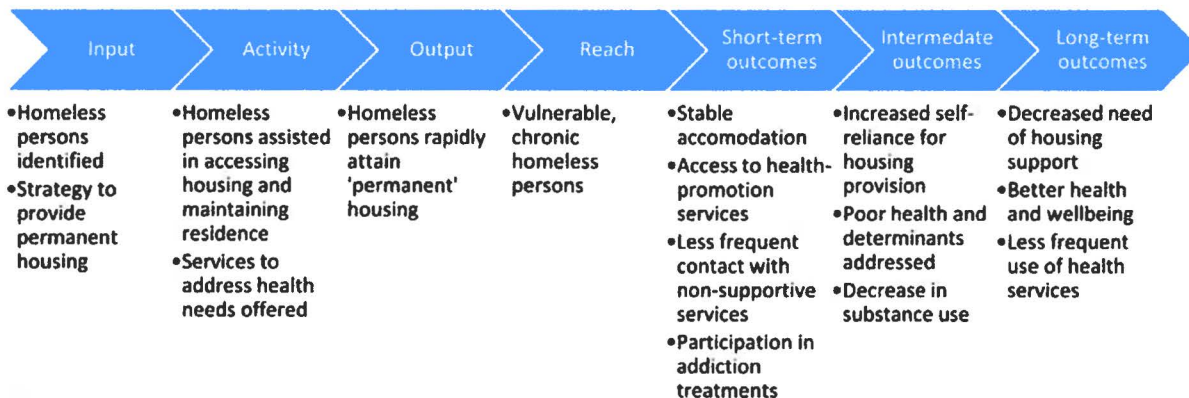 Input
Activity
Output
Reach
Short-term
outcomes
Intermedate
outcomes
Long-term
outcomes
•Homeless
persons
identified
•Strategy to
provide
permanent
housing
•Homeless
persons assisted
in accessing
housing and
maintaining
residence
•Services to
address health
needs offered
•Homeless
persons rapidly
attain
'permanent'
housing
•Vulnerable,
chronic
homeless
persons
•Stable
accomodation
•Access to health-
promotion
services
•Less frequent
contact with
non-supportive
services
•Participation in
addiction
treatments
•Increased self-
reliance for
housing
provision
•Poor health and
determinants
addressed
•Decrease in
substance use
•Decreased need
of housing
support
•Better health
and wellbeing
•Less frequent
use of health
services